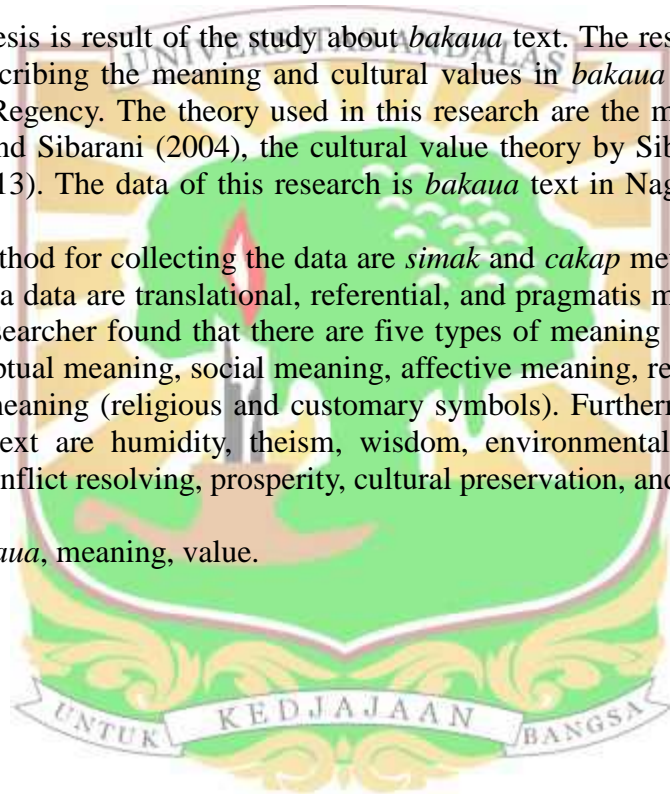 UNIVERSITAS ANDALAS
esis is result of the study about bakaua text. The res
cribing the meaning and cultural values in bakaua
Regency. The theory used in this research are the m
nd Sibarani (2004), the cultural value theory by Sib
13). The data of this research is bakaua text in Nag
thod for collecting the data are simak and cakap me
a data are translational, referential, and pragmatis m
searcher found that there are five types of meaning
ptual meaning, social meaning, affective meaning, re
neaning (religious and customary symbols). Furthern
ext are humidity, theism, wisdom, environmental
nflict resolving, prosperity, cultural preservation, and
aua, meaning, value.
UNTUK KEDJAJAAN BANGSA